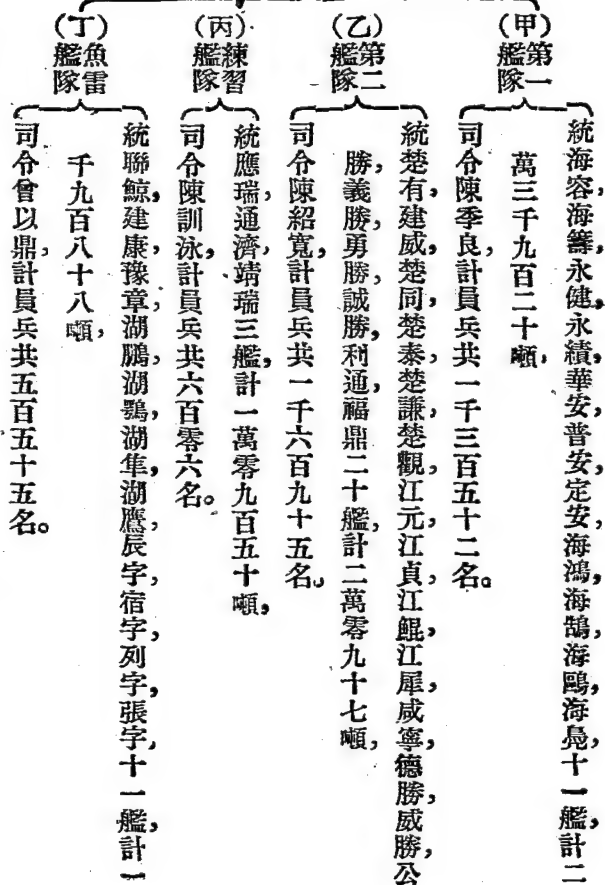 (甲)第一艦隊
統海容，海籌，永健，永績，華安，普安，定安，海鴻，海鵠，海鷗，海鳧，十一艦，計二
萬三千九百二十噸，
司令陳季良，計員兵共一千三百五十二名。
(乙)第二艦隊
統楚有，建威，楚同，楚泰，楚謙，楚觀，江元，江貞，江鯤，江犀，咸寧，德勝，威勝，公
勝，義勝，勇勝，誠勝，利通，福鼎二十艦，計二萬零九十七噸，
司令陳紹寬，計員兵共一千六百九十五名。
(丙)練習艦隊
統應瑞，通濟，靖瑞三艦，計一萬零九百五十噸，
司令陳訓泳，計員兵共六百零六名。
(丁)魚雷艦隊
統聯鯨，建康，豫章，湖鵬，湖鶚，湖隼，湖鷹，辰字，宿字，列字，張字，十一艦，計一
千九百八十八噸，
司令曾以鼎，計員兵共五百五十五名。